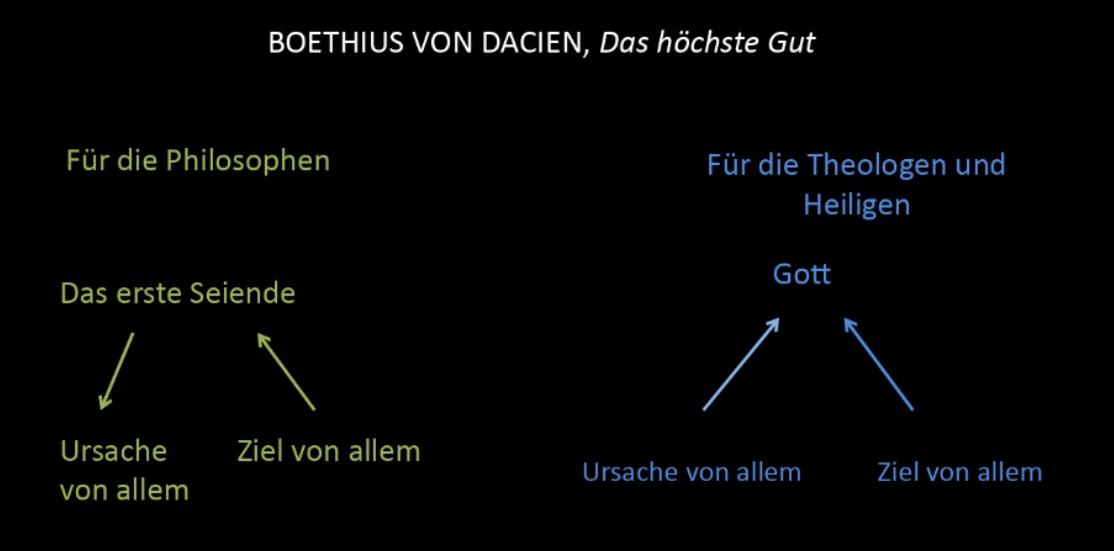 BOETHIUS VON DACIEN, Das höchste Gut
Für die Philosophen
Das erste Seiende
Ursache
von allem
Ziel von allem
Für die Theologen und
Heiligen
Gott
Ursache von allem
Ziel von allem